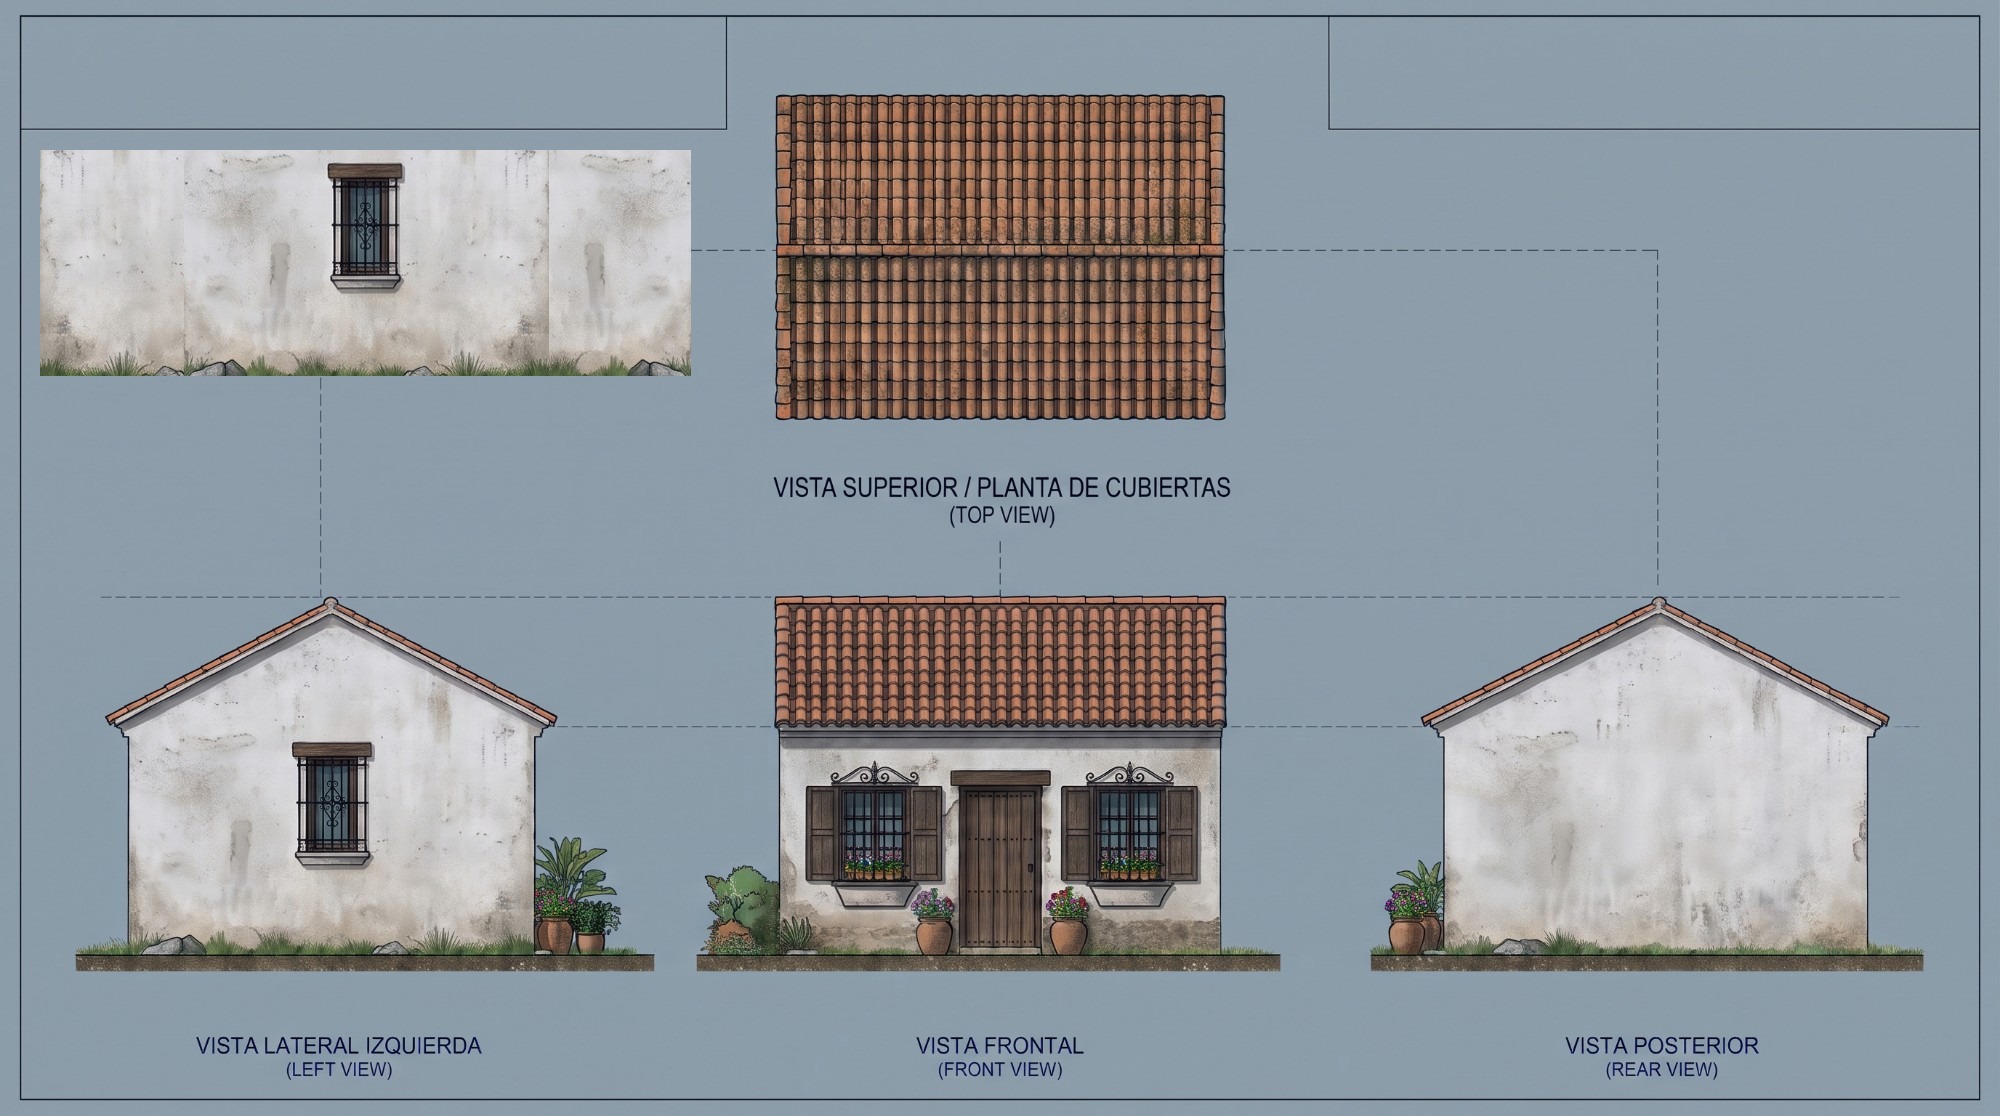 VISTA SUPERIOR / PLANTA DE CUBIERTAS
(TOP VIEW)
VISTA LATERAL IZQUIERDA
(LEFT VIEW)
VISTA FRONTAL
(FRONT VIEW)
VISTA POSTERIOR
(REAR VIEW)